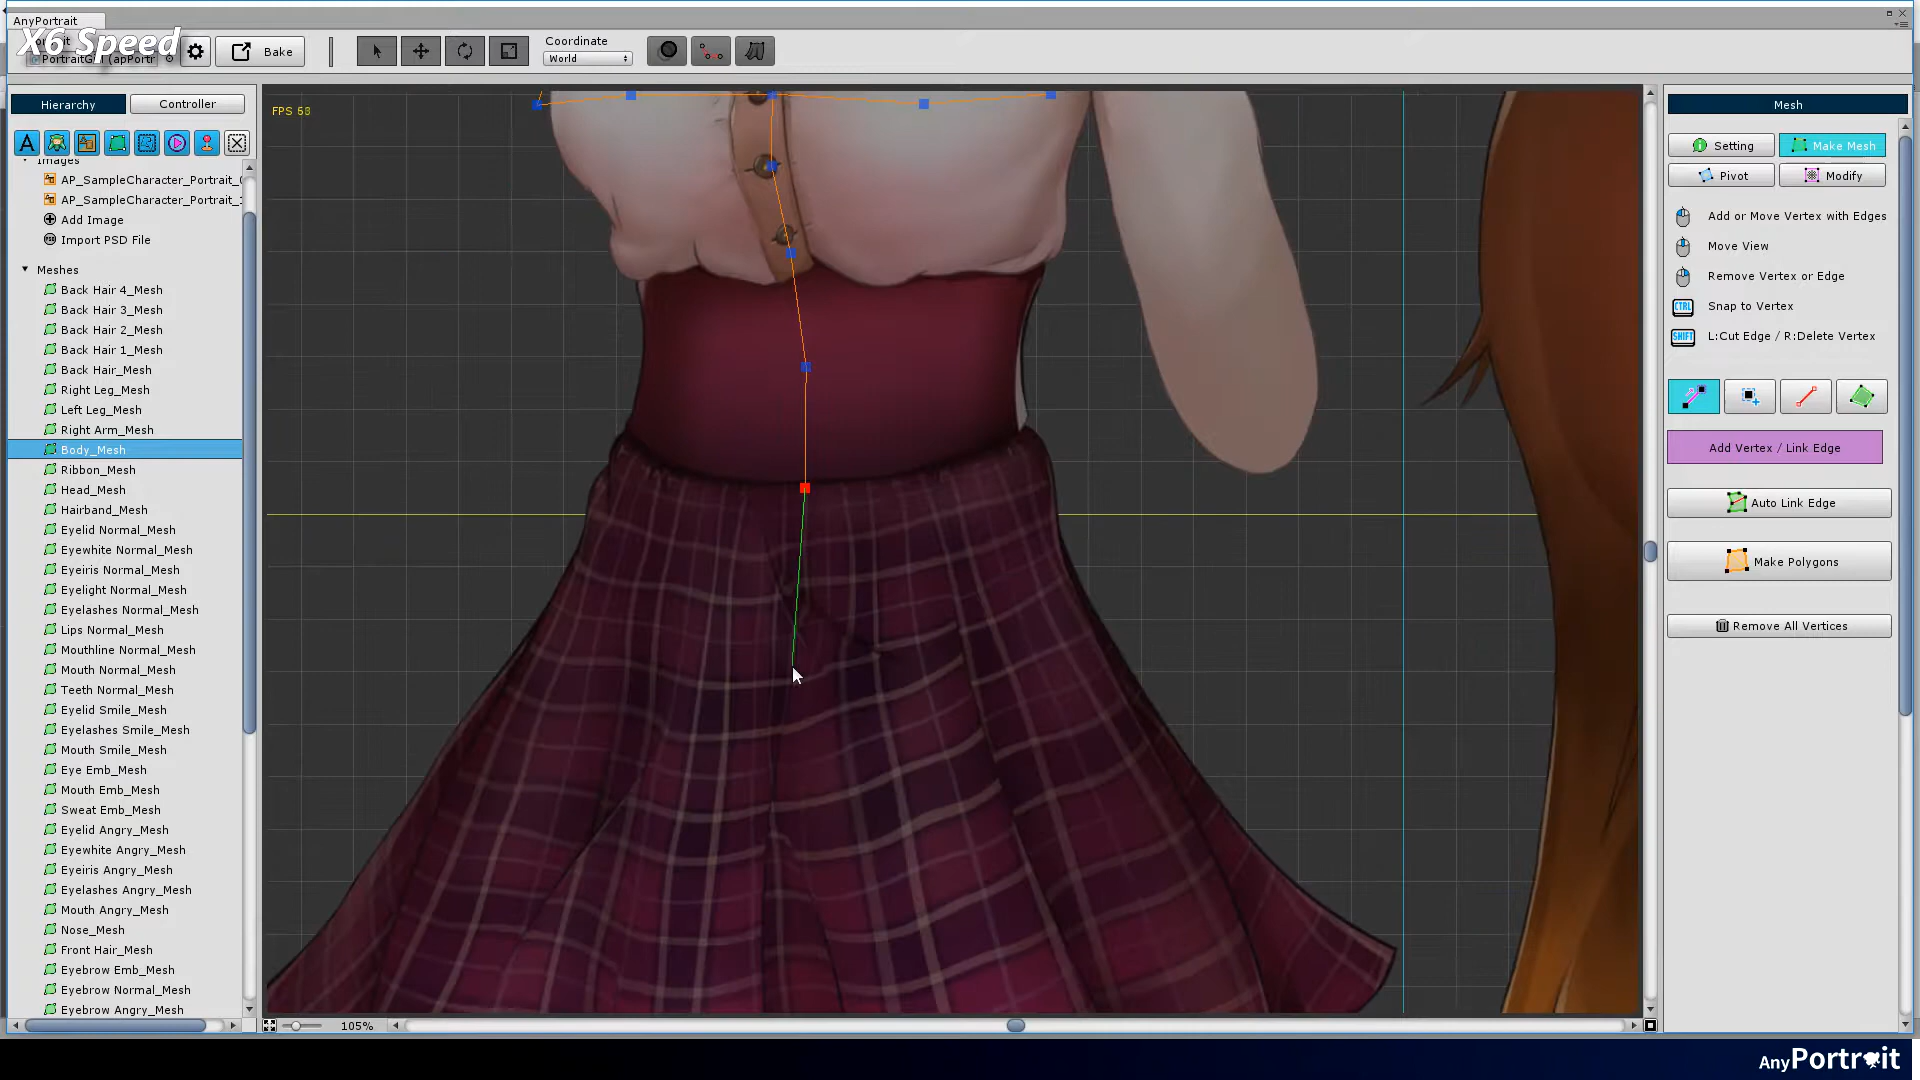 AnyPortrait
X6 Speed
PortraitGirl (apPortr
Bake
Coordinate
World
Hierarchy
Controller
FPS 58
A
Images
AP_SampleCharacter_Portrait_
AP_SampleCharacter_Portrait_
Add Image
Import PSD File
Meshes
Back Hair 4_Mesh
Back Hair 3_Mesh
Back Hair 2_Mesh
Back Hair 1_Mesh
Back Hair_Mesh
Right Leg_Mesh
Left Leg_Mesh
Right Arm_Mesh
Body_Mesh
Ribbon_Mesh
Head_Mesh
Hairband_Mesh
Eyelid Normal_Mesh
Eyewhite Normal_Mesh
Eyeiris Normal_Mesh
Eyelight Normal_Mesh
Eyelashes Normal_Mesh
Lips Normal_Mesh
Mouthline Normal_Mesh
Mouth Normal_Mesh
Teeth Normal_Mesh
Eyelid Smile_Mesh
Eyelashes Smile_Mesh
Mouth Smile_Mesh
Eye Emb_Mesh
Mouth Emb_Mesh
Sweat Emb_Mesh
Eyelid Angry_Mesh
Eyewhite Angry_Mesh
Eyeiris Angry_Mesh
Eyelashes Angry_Mesh
Mouth Angry_Mesh
Nose_Mesh
Front Hair_Mesh
Eyebrow Emb_Mesh
Eyebrow Normal_Mesh
Eyebrow Angry_Mesh
105%
Mesh
Setting
Make Mesh
Pivot
Modify
Add or Move Vertex with Edges
Move View
Remove Vertex or Edge
CTRL Snap to Vertex
SHIFT L:Cut Edge / R:Delete Vertex
Add Vertex / Link Edge
Auto Link Edge
Make Polygons
Remove All Vertices
AnyPortrait